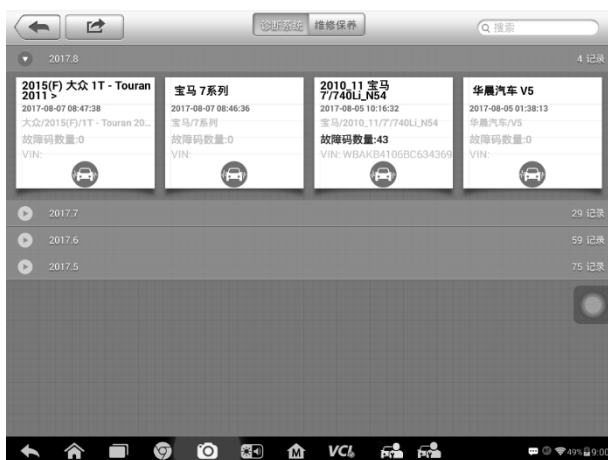 诊断系统 维修保养 搜索
2017.8 4 记录
2015(F) 大众 1T - Touran
2011 >
2017-08-07 08:47:38
大众/2015(F)/1T - Touran 20...
故障码数量:0
VIN:
宝马 7系列
2017-08-07 08:46:36
宝马/7系列
故障码数量:0
VIN:
2010_11 宝马
7'/740Li_N54
2017-08-05 10:16:32
宝马/2010_11/7'/740Li_N54
故障码数量:43
VIN: WBAKB4106BC634369
华晨汽车 V5
2017-08-05 01:38:13
华晨汽车/V5
故障码数量:0
VIN:
2017.7 29 记录
2017.6 59 记录
2017.5 75 记录
M VCI 49% 9:00